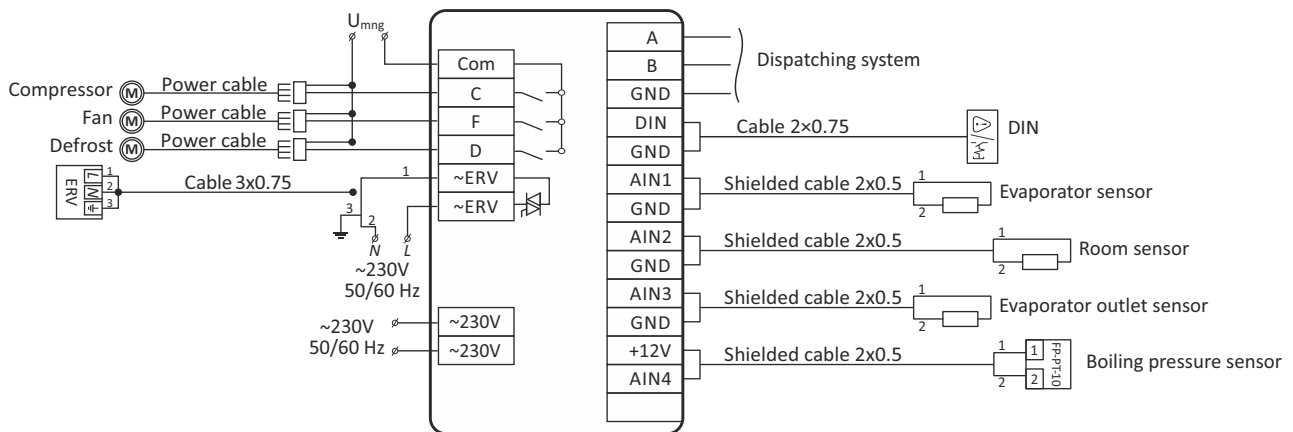 Umng
Com
C
F
D
~ERV
~ERV
~230V
~230V
A
B
GND
DIN
GND
AIN1
GND
AIN2
GND
AIN3
GND
+12V
AIN4
Compressor M Power cable
Fan M Power cable
Defrost M Power cable
ERV
L 1
N 2
3
Cable 3x0.75
1
3
2
N L
~230V
50/60 Hz
~230V
50/60 Hz
Dispatching system
Cable 2×0.75
DIN
Shielded cable 2x0.5
1
2
Evaporator sensor
Shielded cable 2x0.5
1
2
Room sensor
Shielded cable 2x0.5
1
2
Evaporator outlet sensor
Shielded cable 2x0.5
1 1
2 2
FP-PT-10
Boiling pressure sensor